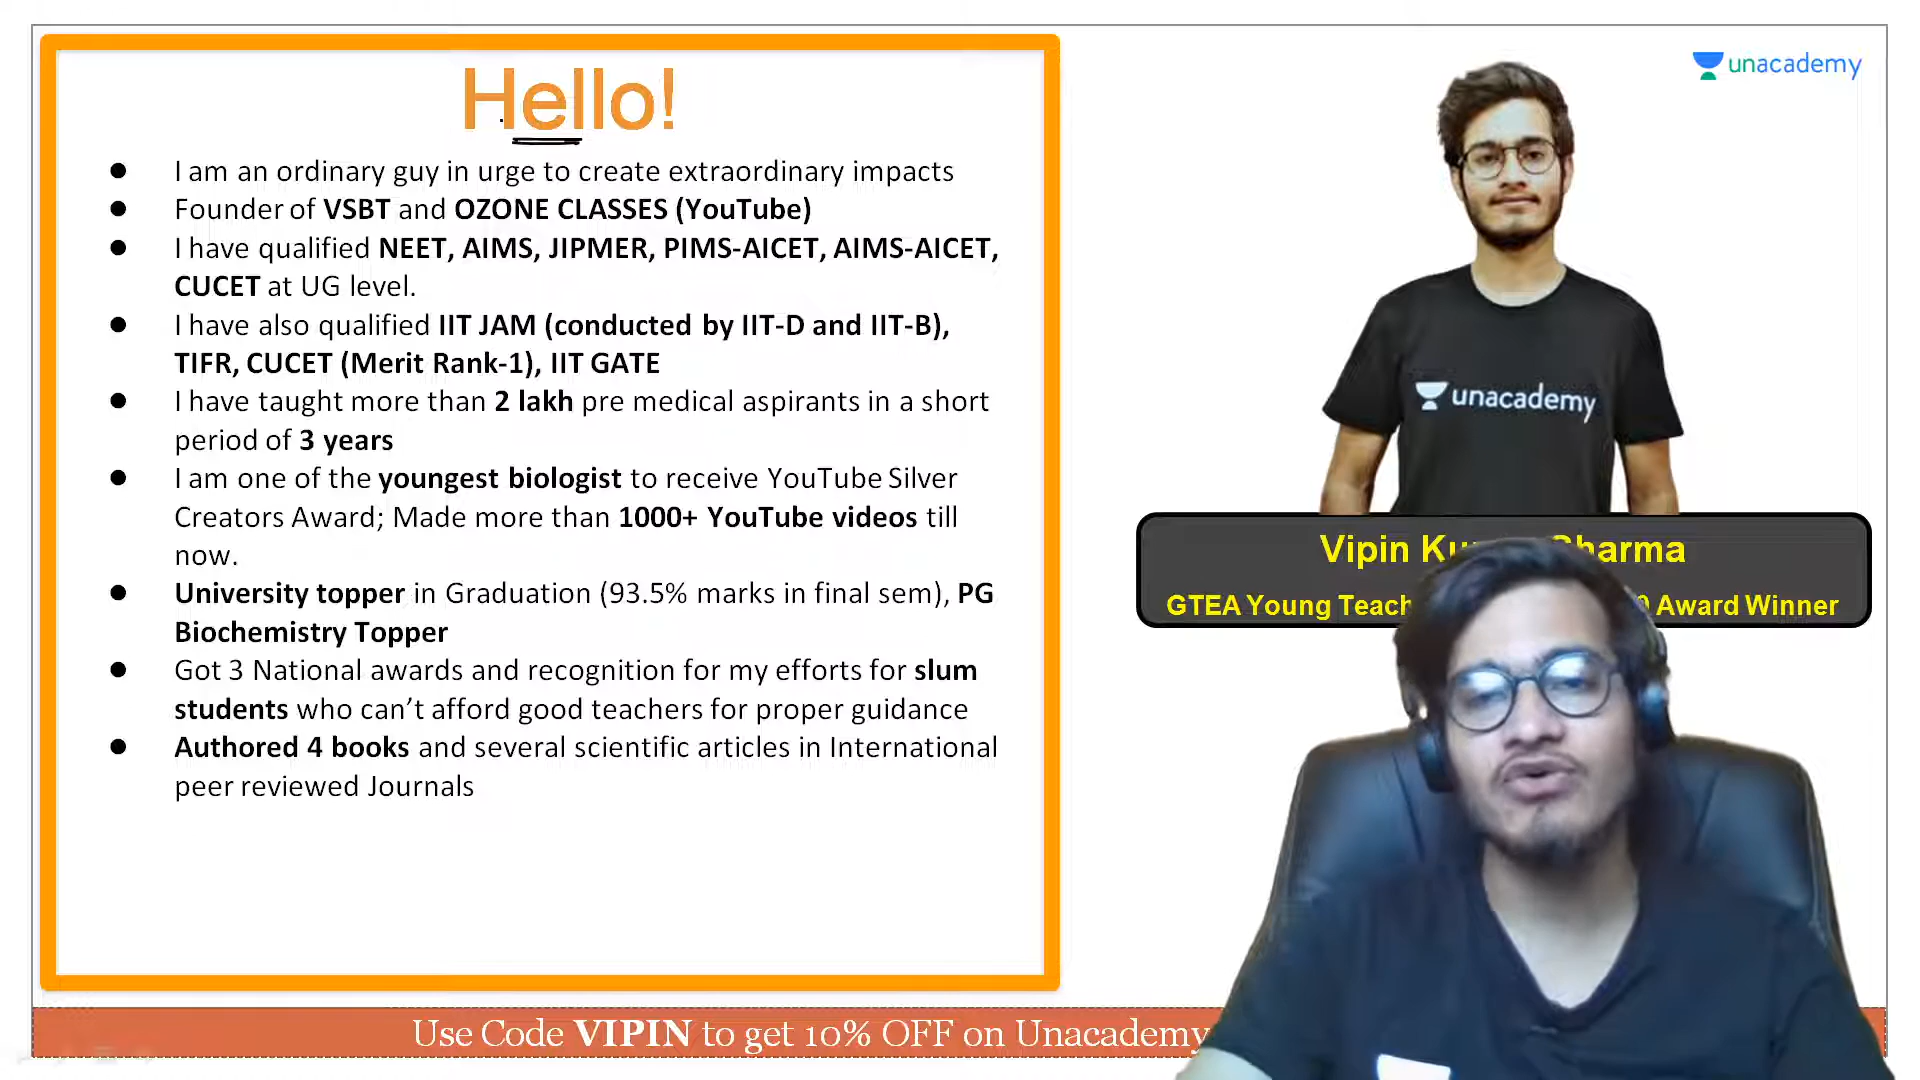 Hello!
I am an ordinary guy in urge to create extraordinary impacts
Founder of VSBT and OZONE CLASSES (YouTube)
I have qualified NEET, AIMS, JIPMER, PIMS-AICET, AIMS-AICET,
CUCET at UG level.
I have also qualified IIT JAM (conducted by IIT-D and IIT-B),
TIFR, CUCET (Merit Rank-1), IIT GATE
I have taught more than 2 lakh pre medical aspirants in a short
period of 3 years
I am one of the youngest biologist to receive YouTube Silver
Creators Award; Made more than 1000+ YouTube videos till
now.
University topper in Graduation (93.5% marks in final sem), PG
Biochemistry Topper
Got 3 National awards and recognition for my efforts for slum
students who can't afford good teachers for proper guidance
Authored 4 books and several scientific articles in International
peer reviewed Journals
unacademy
unacademy
Vipin Sharma
GTEA Young Award Winner
Use Code VIPIN to get 10% OFF on Unacademy